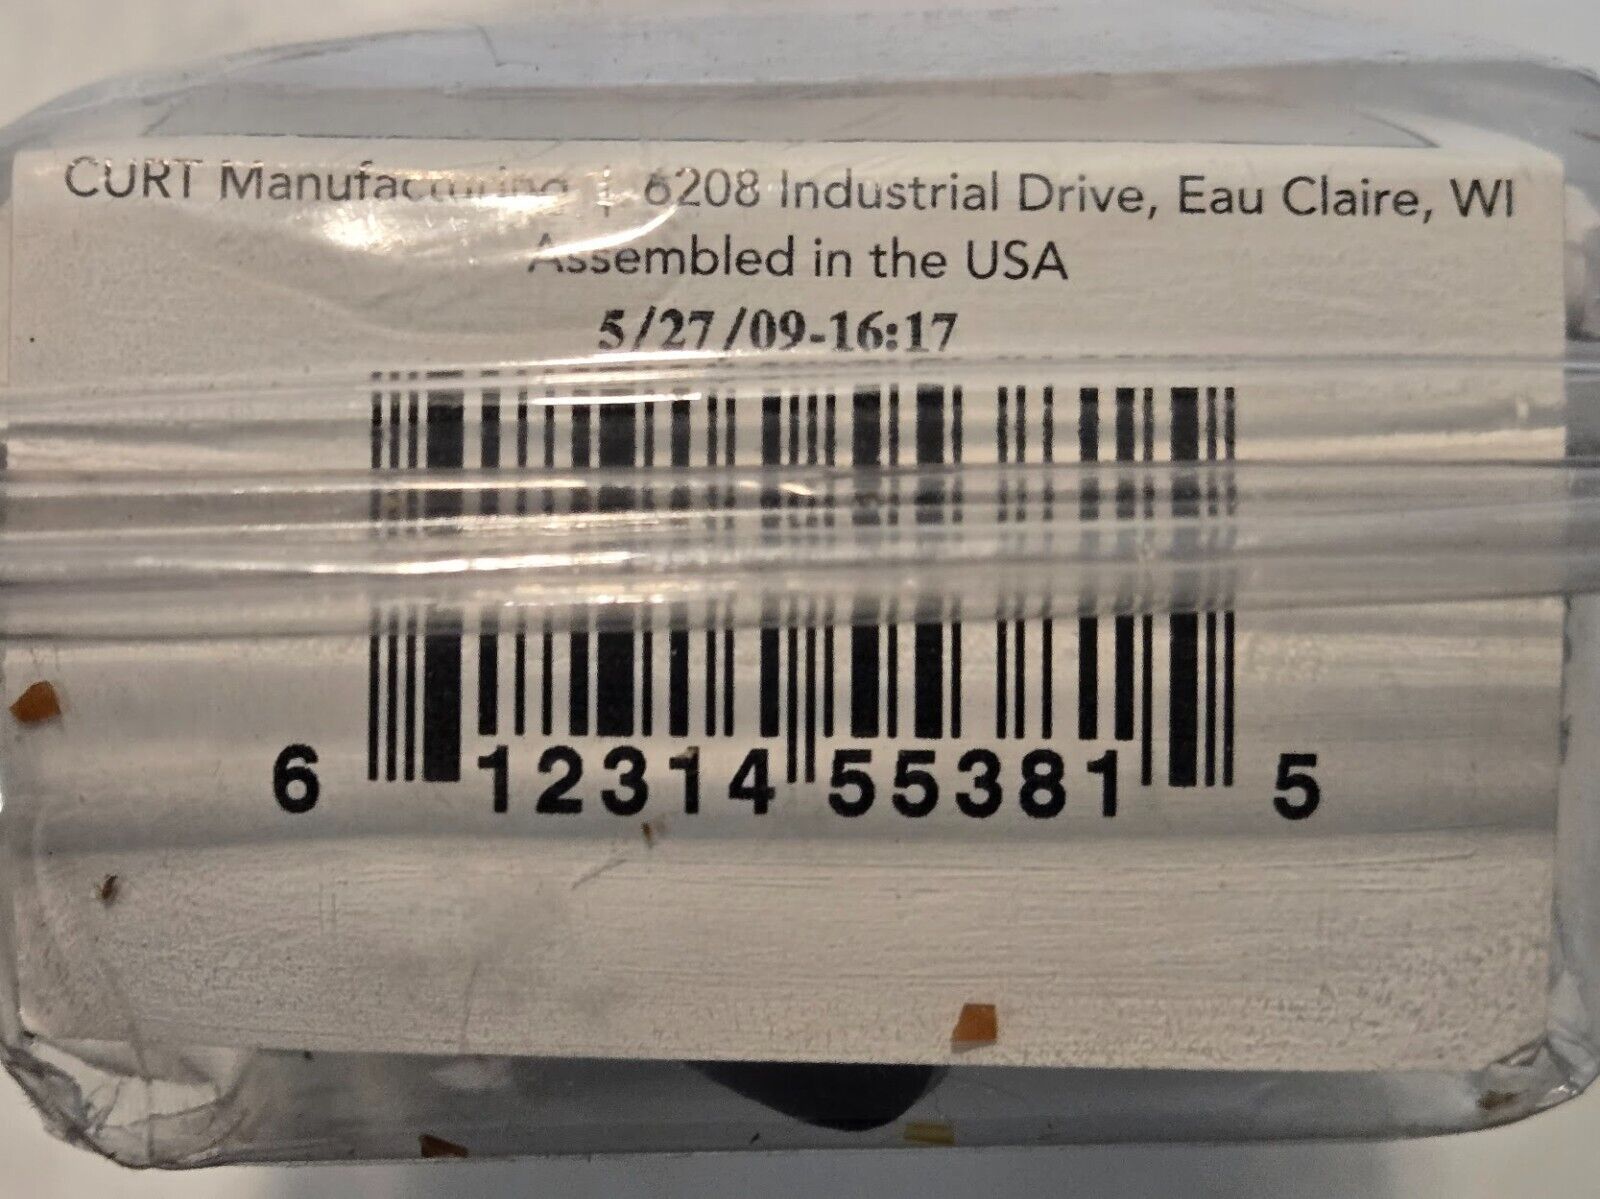 CURT Manufacturing | 6208 Industrial Drive, Eau Claire, WI
Assembled in the USA
5/27/09-16:17
6 12314 55381 5